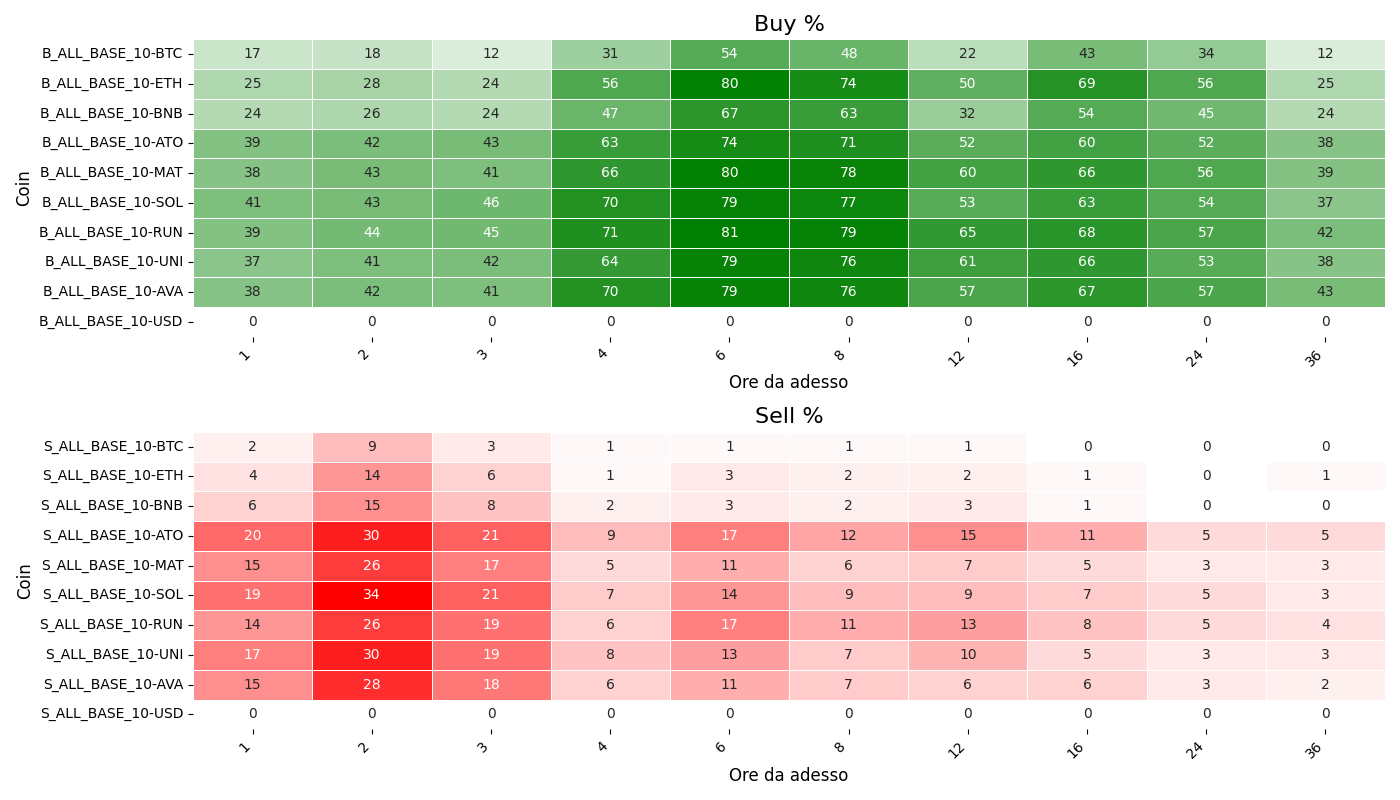 Buy %
B_ALL_BASE_10-BTC 17 18 12 31 54 48 22 43 34 12
B_ALL_BASE_10-ETH 25 28 24 56 80 74 50 69 56 25
B_ALL_BASE_10-BNB 24 26 24 47 67 63 32 54 45 24
B_ALL_BASE_10-ATO 39 42 43 63 74 71 52 60 52 38
B_ALL_BASE_10-MAT 38 43 41 66 80 78 60 66 56 39
B_ALL_BASE_10-SOL 41 43 46 70 79 77 53 63 54 37
B_ALL_BASE_10-RUN 39 44 45 71 81 79 65 68 57 42
B_ALL_BASE_10-UNI 37 41 42 64 79 76 61 66 53 38
B_ALL_BASE_10-AVA 38 42 41 70 79 76 57 67 57 43
B_ALL_BASE_10-USD 0 0 0 0 0 0 0 0 0 0
Coin
1 2 3 4 6 8 12 16 24 36
Ore da adesso
Sell %
S_ALL_BASE_10-BTC 2 9 3 1 1 1 1 0 0 0
S_ALL_BASE_10-ETH 4 14 6 1 3 2 2 1 0 1
S_ALL_BASE_10-BNB 6 15 8 2 3 2 3 1 0 0
S_ALL_BASE_10-ATO 20 30 21 9 17 12 15 11 5 5
S_ALL_BASE_10-MAT 15 26 17 5 11 6 7 5 3 3
S_ALL_BASE_10-SOL 19 34 21 7 14 9 9 7 5 3
S_ALL_BASE_10-RUN 14 26 19 6 17 11 13 8 5 4
S_ALL_BASE_10-UNI 17 30 19 8 13 7 10 5 3 3
S_ALL_BASE_10-AVA 15 28 18 6 11 7 6 6 3 2
S_ALL_BASE_10-USD 0 0 0 0 0 0 0 0 0 0
Coin
1 2 3 4 6 8 12 16 24 36
Ore da adesso